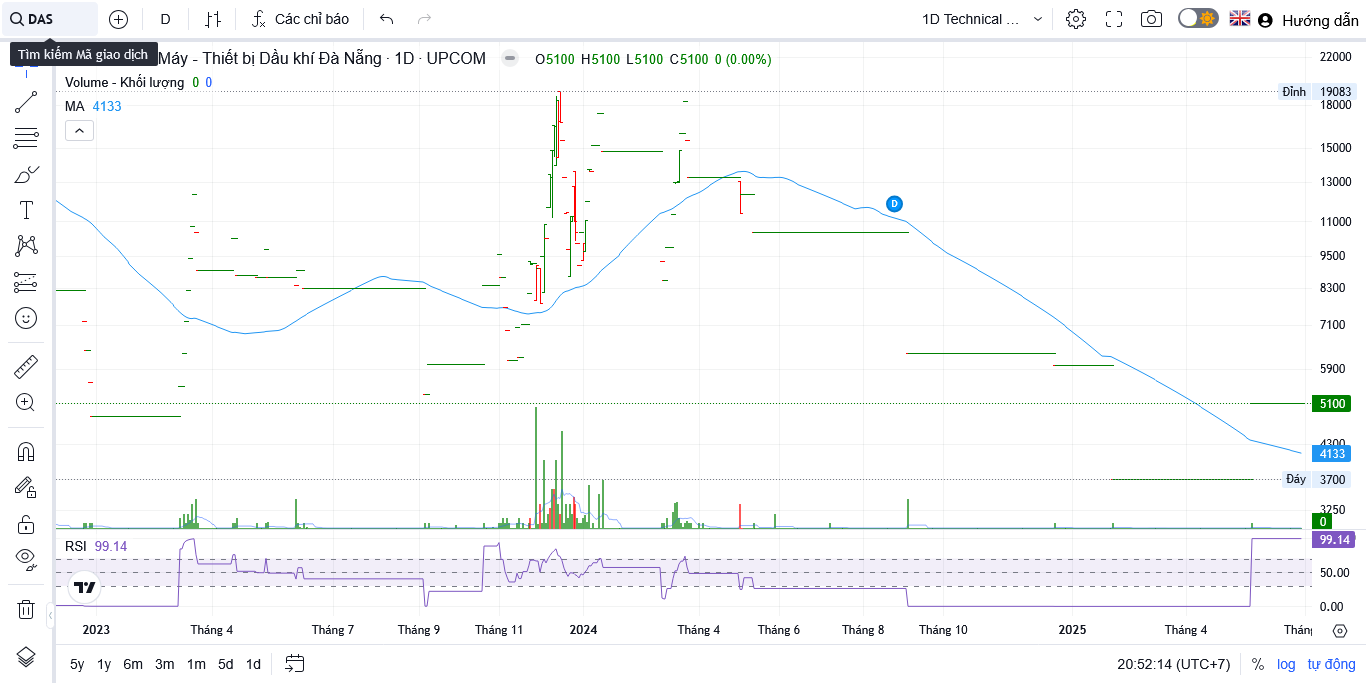 DAS
D
Các chỉ báo
1D Technical ...
Hướng dẫn
Tìm kiếm Mã giao dịch
Máy - Thiết bị Dầu khí Đà Nẵng · 1D · UPCOM
O5100 H5100 L5100 C5100 0 (0.00%)
Volume - Khối lượng 0 0
MA 4133
22000
Đỉnh 19083
18000
15000
13000
11000
9500
8300
7100
5900
5100
4300
4133
Đáy 3700
3250
0
D
RSI 99.14
99.14
50.00
0.00
2023 Tháng 4 Tháng 7 Tháng 9 Tháng 11 2024 Tháng 4 Tháng 6 Tháng 8 Tháng 10 2025 Tháng 4
5y 1y 6m 3m 1m 5d 1d
20:52:14 (UTC+7) % log tự động